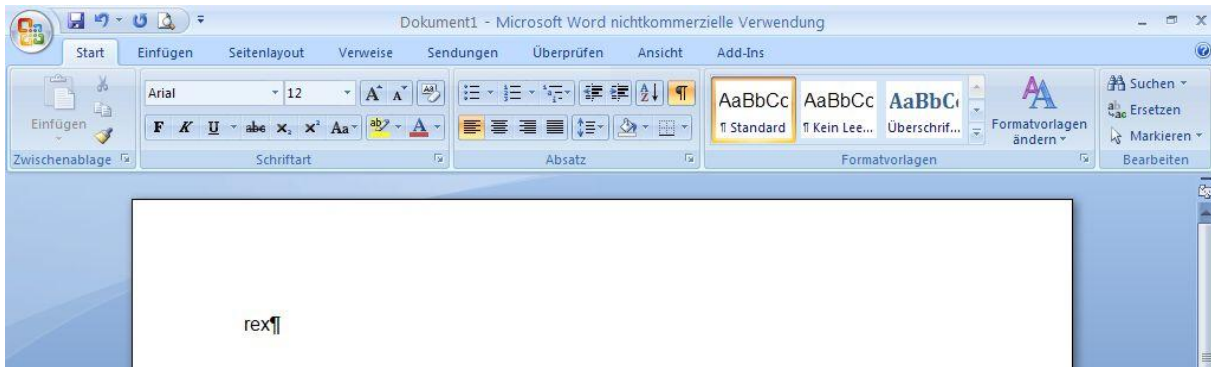 Dokument1 - Microsoft Word nichtkommerzielle Verwendung
Start Einfügen Seitenlayout Verweise Sendungen Überprüfen Ansicht Add-Ins
Arial 12 AaBbCc AaBbCc AaBbC Suchen
¶ Standard ¶ Kein Lee... Überschrif... Ersetzen
Einfügen F K U abc X₂ X² Aa ab A Formatvorlagen
ändern Markieren
Zwischenablage Schriftart Absatz Formatvorlagen Bearbeiten
rex¶